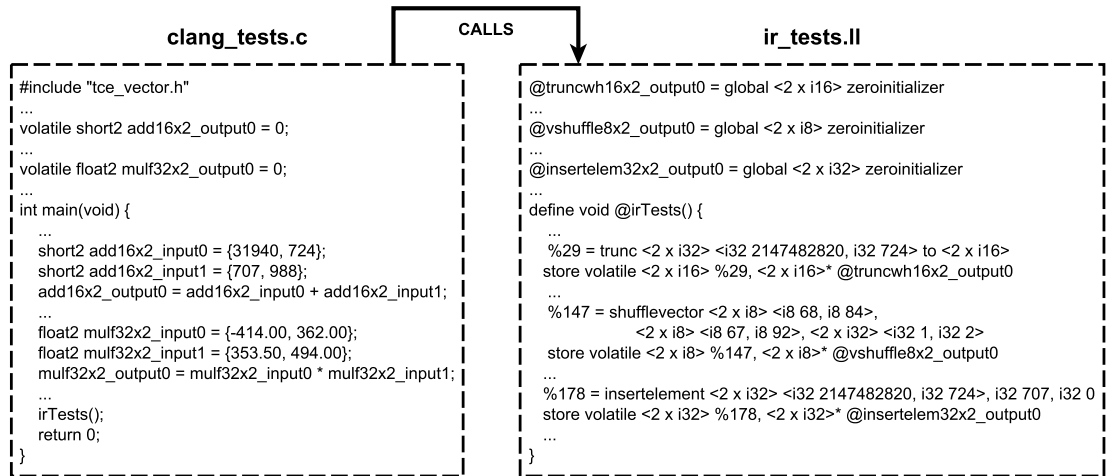 clang_tests.c
CALLS
ir_tests.ll
#include "tce_vector.h"
...
volatile short2 add16x2_output0 = 0;
...
volatile float2 mulf32x2_output0 = 0;
...
int main(void) {
...
short2 add16x2_input0 = {31940, 724};
short2 add16x2_input1 = {707, 988};
add16x2_output0 = add16x2_input0 + add16x2_input1;
...
float2 mulf32x2_input0 = {-414.00, 362.00};
float2 mulf32x2_input1 = {353.50, 494.00};
mulf32x2_output0 = mulf32x2_input0 * mulf32x2_input1;
...
irTests();
return 0;
}
@truncwh16x2_output0 = global <2 x i16> zeroinitializer
...
@vshuffle8x2_output0 = global <2 x i8> zeroinitializer
...
@insertelem32x2_output0 = global <2 x i32> zeroinitializer
...
define void @irTests() {
...
%29 = trunc <2 x i32> <i32 2147482820, i32 724> to <2 x i16>
store volatile <2 x i16> %29, <2 x i16>* @truncwh16x2_output0
...
%147 = shufflevector <2 x i8> <i8 68, i8 84>,
<2 x i8> <i8 67, i8 92>, <2 x i32> <i32 1, i32 2>
store volatile <2 x i8> %147, <2 x i8>* @vshuffle8x2_output0
...
%178 = insertelement <2 x i32> <i32 2147482820, i32 724>, i32 707, i32 0
store volatile <2 x i32> %178, <2 x i32>* @insertelem32x2_output0
...
}